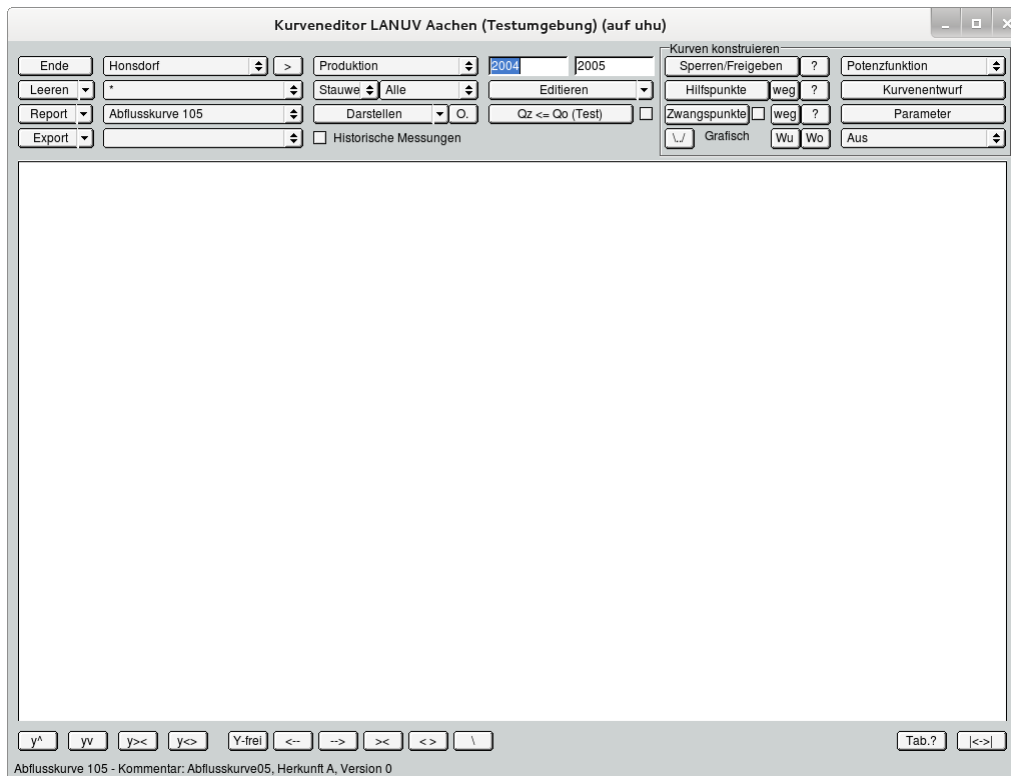 Kurveneditor LANUV Aachen (Testumgebung) (auf uhu)
Kurven konstruieren
Ende Honsdorf > Produktion 2004 2005 Sperren/Freigeben ? Potenzfunktion
Leeren * Stauwe Alle Editieren Hilfspunkte weg ? Kurvenentwurf
Report Abflusskurve 105 Darstellen O. Qz <= Qo (Test) Zwangspunkte weg ? Parameter
Export Historische Messungen \../ Grafisch Wu Wo Aus
y^ yv y>< y<> Y-frei <-- --> >< < > \ Tab.? |<->|
Abflusskurve 105 - Kommentar: Abflusskurve05, Herkunft A, Version 0